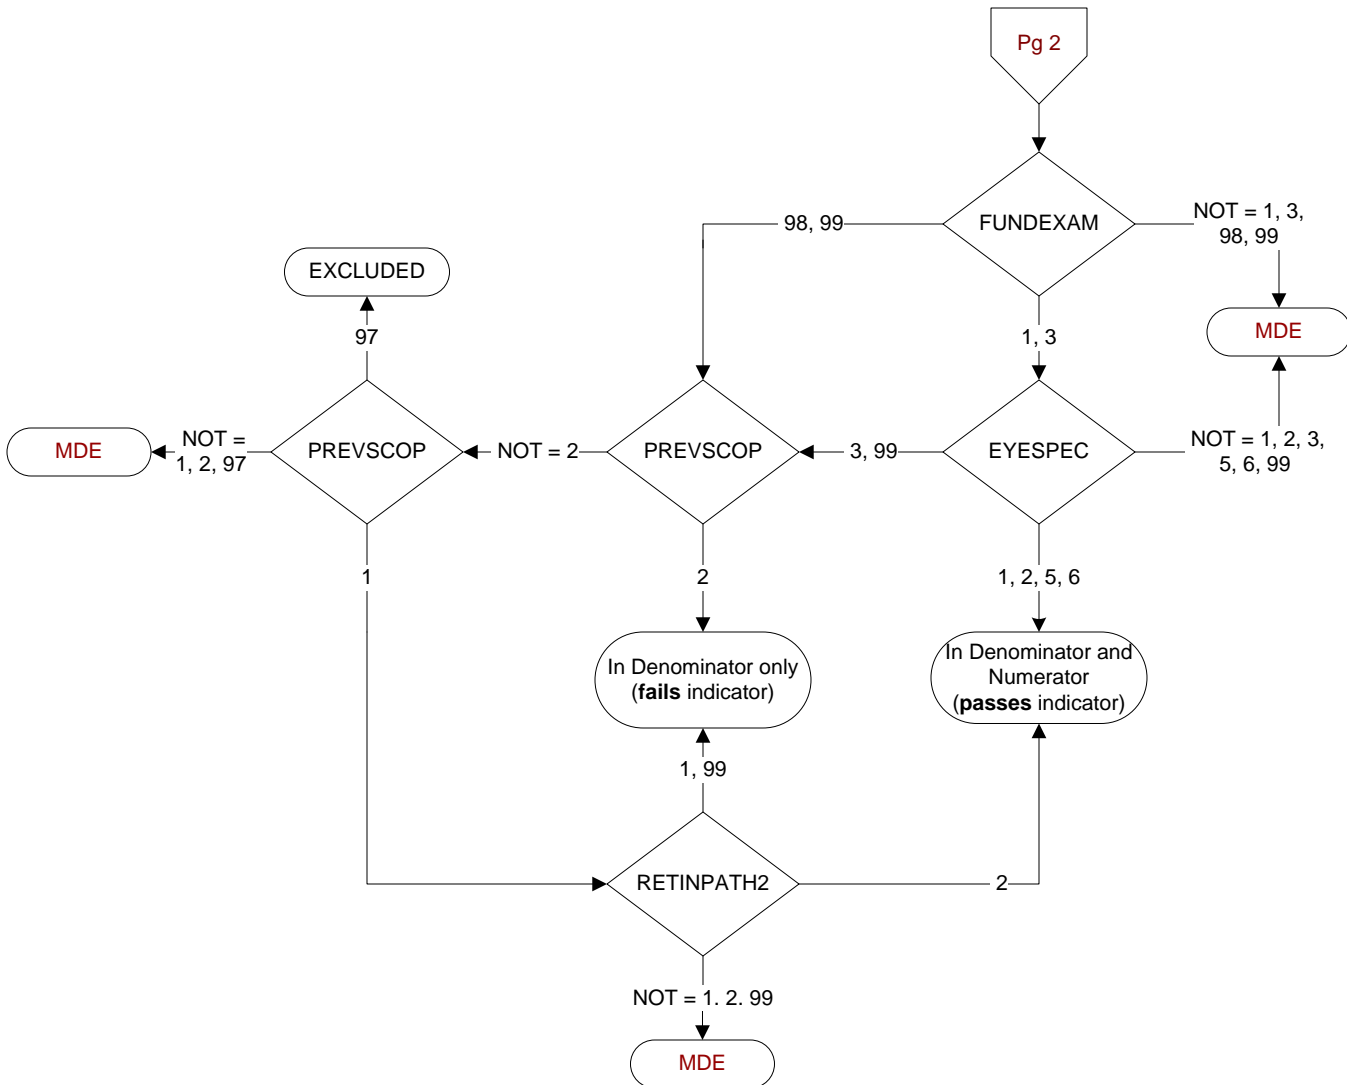 Pg 2
FUNDEXAM
98, 99
NOT = 1, 3,
98, 99
EXCLUDED
MDE
97
1, 3
MDE
NOT =
1, 2, 97
PREVSCOP
NOT = 2
PREVSCOP
3, 99
EYESPEC
NOT = 1, 2, 3,
5, 6, 99
1
2
1, 2, 5, 6
In Denominator only
(fails indicator)
In Denominator and
Numerator
(passes indicator)
1, 99
RETINPATH2
2
NOT = 1. 2. 99
MDE